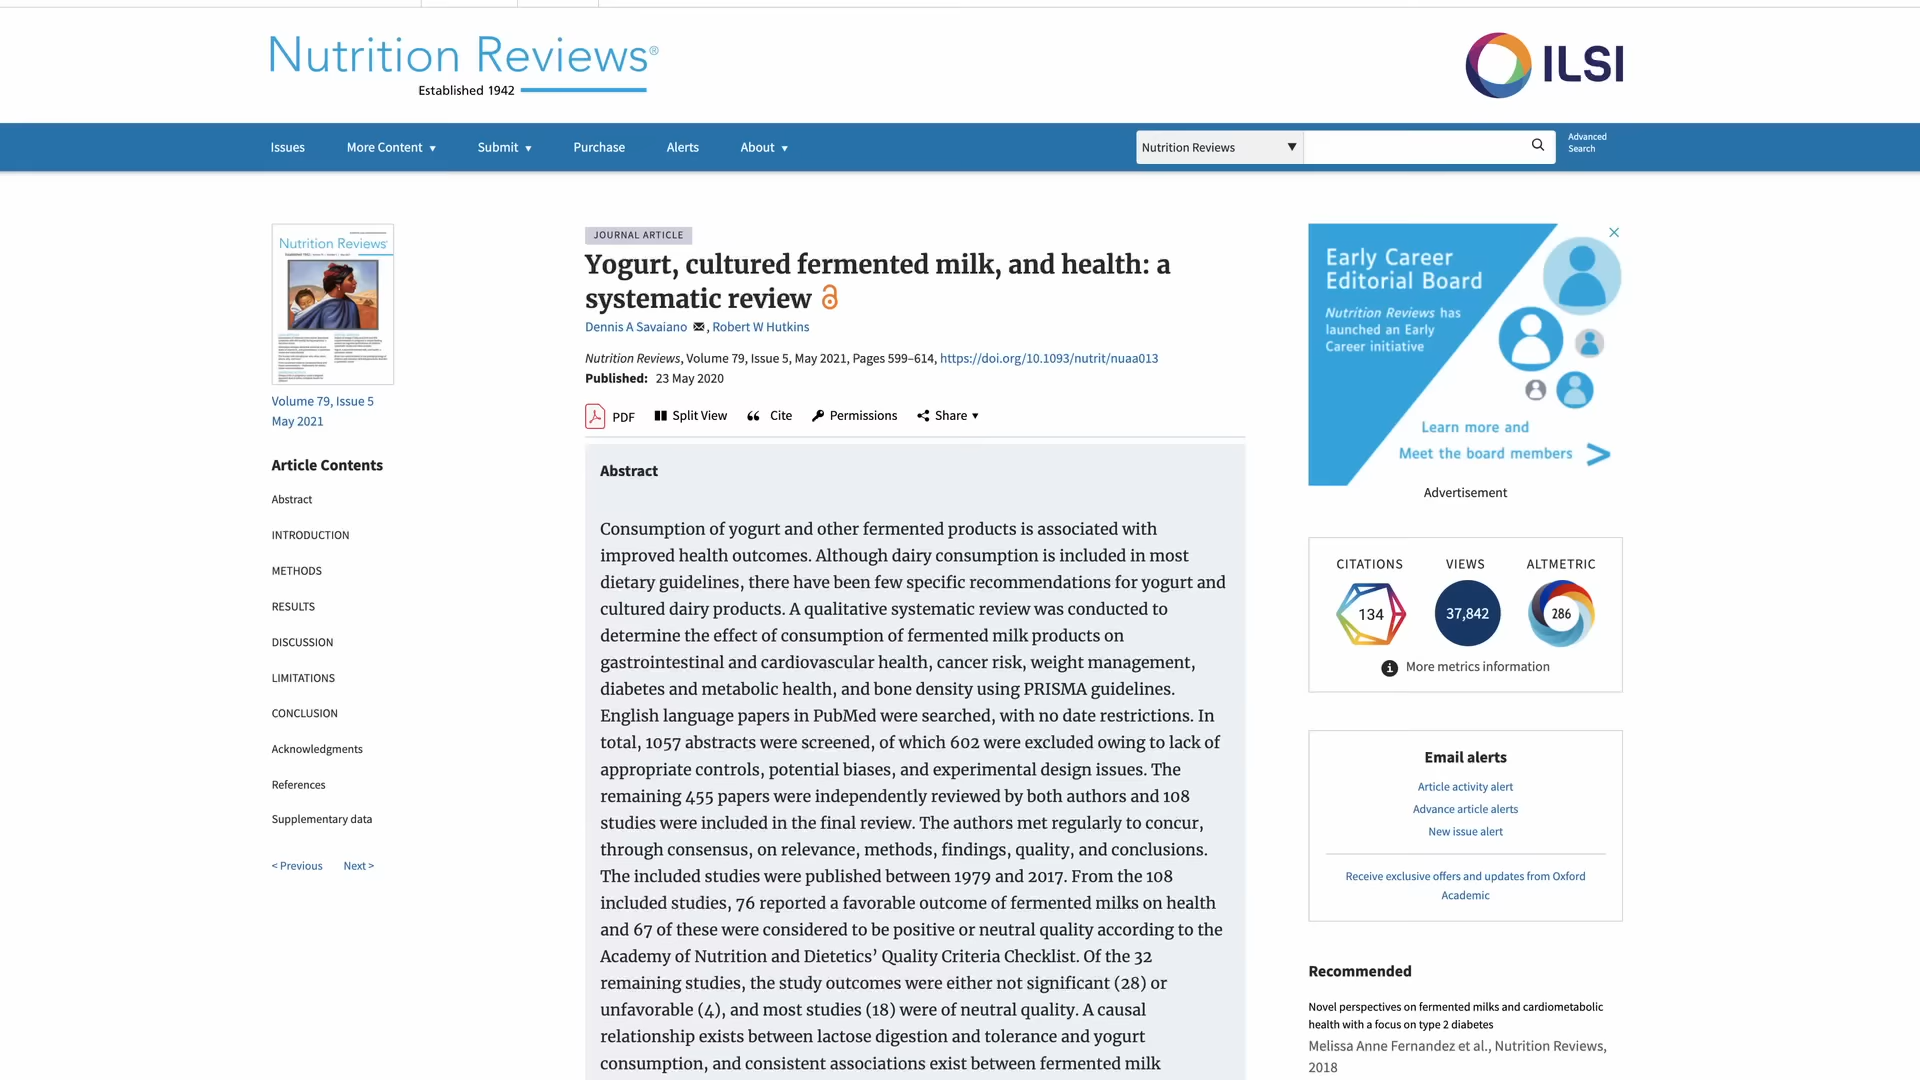 Nutrition Reviews®
Established 1942
ILSI
Issues
More Content ▼
Submit ▼
Purchase
Alerts
About ▼
Nutrition Reviews ▼
Advanced
Search
Nutrition Reviews
Volume 79, Issue 5
May 2021
Article Contents
Abstract
INTRODUCTION
METHODS
RESULTS
DISCUSSION
LIMITATIONS
CONCLUSION
Acknowledgments
References
Supplementary data
< Previous Next >
JOURNAL ARTICLE
Yogurt, cultured fermented milk, and health: a
systematic review
Dennis A Savaiano , Robert W Hutkins
Nutrition Reviews, Volume 79, Issue 5, May 2021, Pages 599–614, https://doi.org/10.1093/nutrit/nuaa013
Published: 23 May 2020
PDF Split View Cite Permissions Share ▼
Abstract
Consumption of yogurt and other fermented products is associated with
improved health outcomes. Although dairy consumption is included in most
dietary guidelines, there have been few specific recommendations for yogurt and
cultured dairy products. A qualitative systematic review was conducted to
determine the effect of consumption of fermented milk products on
gastrointestinal and cardiovascular health, cancer risk, weight management,
diabetes and metabolic health, and bone density using PRISMA guidelines.
English language papers in PubMed were searched, with no date restrictions. In
total, 1057 abstracts were screened, of which 602 were excluded owing to lack of
appropriate controls, potential biases, and experimental design issues. The
remaining 455 papers were independently reviewed by both authors and 108
studies were included in the final review. The authors met regularly to concur,
through consensus, on relevance, methods, findings, quality, and conclusions.
The included studies were published between 1979 and 2017. From the 108
included studies, 76 reported a favorable outcome of fermented milks on health
and 67 of these were considered to be positive or neutral quality according to the
Academy of Nutrition and Dietetics’ Quality Criteria Checklist. Of the 32
remaining studies, the study outcomes were either not significant (28) or
unfavorable (4), and most studies (18) were of neutral quality. A causal
relationship exists between lactose digestion and tolerance and yogurt
consumption, and consistent associations exist between fermented milk
Early Career
Editorial Board
Nutrition Reviews has
launched an Early
Career initiative
Learn more and
Meet the board members >
Advertisement
CITATIONS VIEWS ALTMETRIC
134 37,842 286
More metrics information
Email alerts
Article activity alert
Advance article alerts
New issue alert
Receive exclusive offers and updates from Oxford
Academic
Recommended
Novel perspectives on fermented milks and cardiometabolic
health with a focus on type 2 diabetes
Melissa Anne Fernandez et al., Nutrition Reviews,
2018